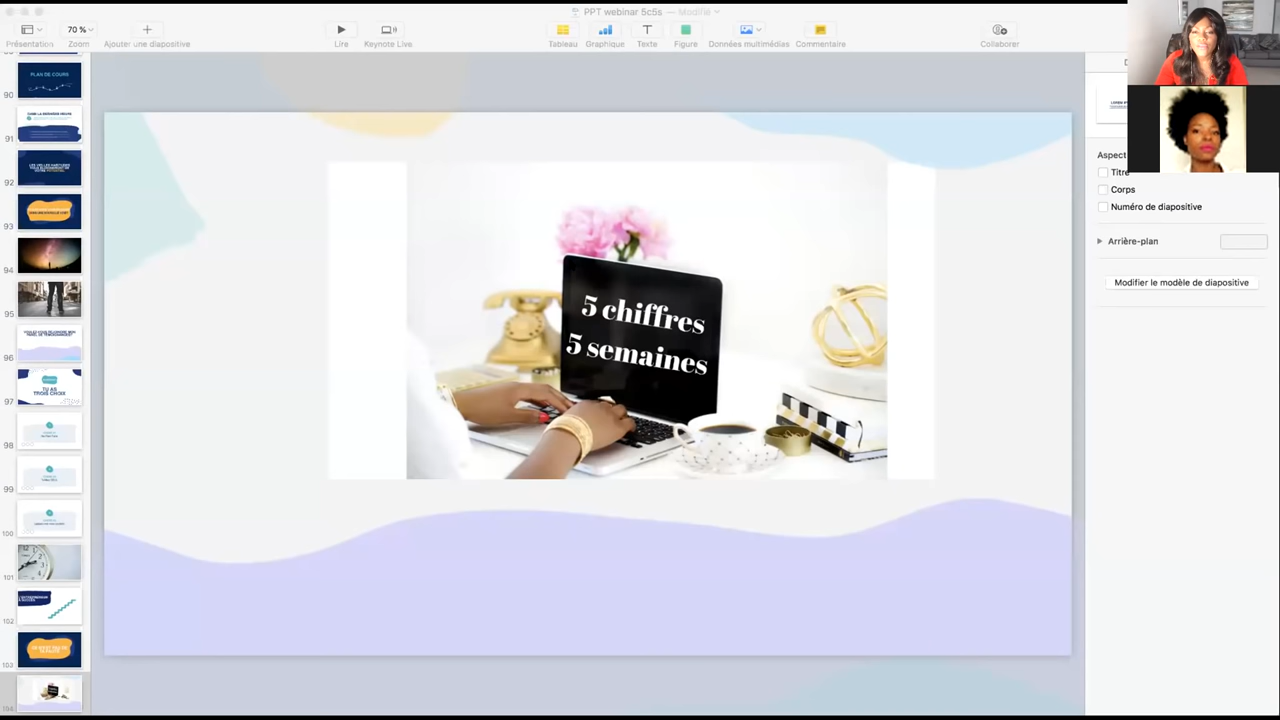 PPT webinar 5c5s — Modifié
70 %
Présentation
Zoom
Ajouter une diapositive
Lire
Keynote Live
Tableau
Graphique
Texte
Figure
Données multimédias
Commentaire
Collaborer
PLAN DE COURS
90
91
92
93
94
95
96
TU AS
TROIS CHOIX
97
98
99
100
101
102
103
104
5 chiffres
5 semaines
Aspect
Titre
Corps
Numéro de diapositive
Arrière-plan
Modifier le modèle de diapositive